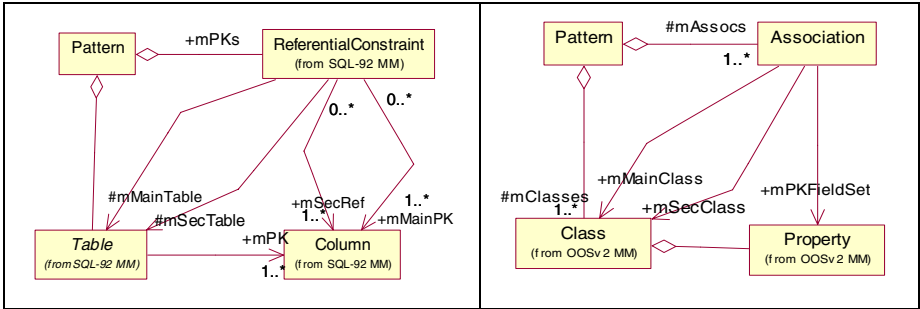 Pattern
+mPKs
ReferentialConstraint
(from SQL-92 MM)
0..*
0..*
#mMainTable
#mSecTable
+mSecRef
1..*
1..*
+mMainPK
Table
(from SQL-92 MM)
+mPK
1..*
Column
(from SQL-92 MM)
Pattern
#mAssocs
1..*
Association
+mMainClass
+mPKFieldSet
#mClasses
1..*
+mSecClass
Class
(from OOSv2 MM)
Property
(from OOSv2 MM)